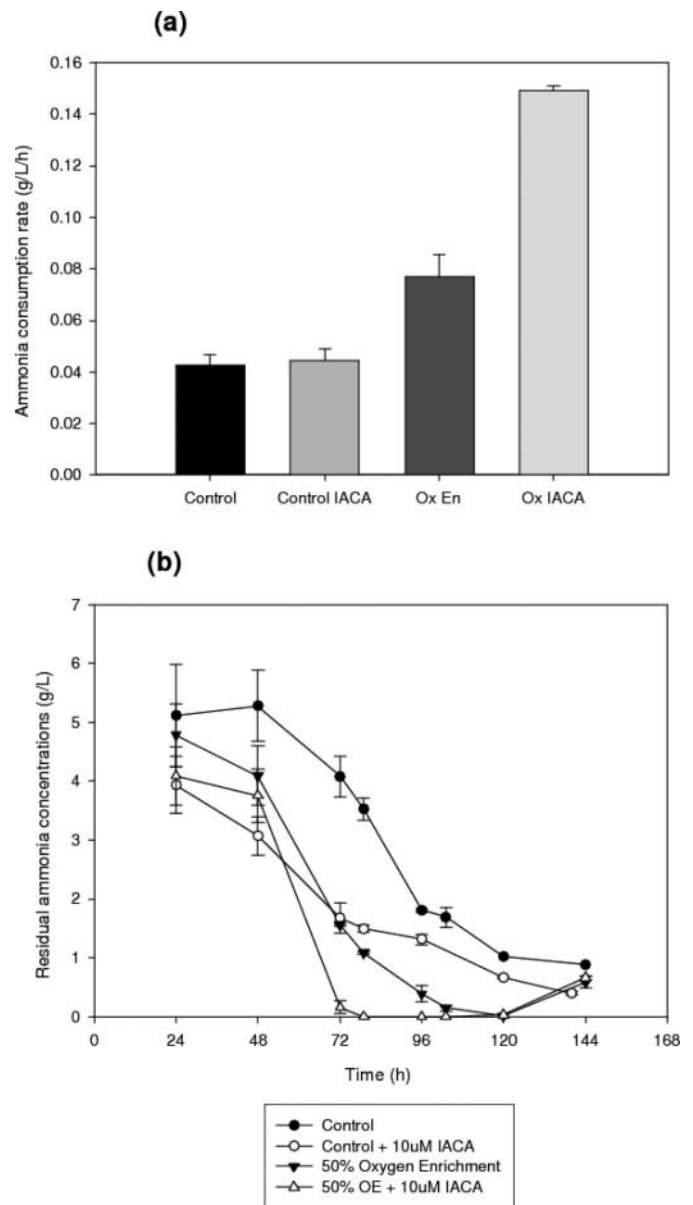 (a)
Ammonia consumption rate (g/L/h)
0.16
0.14
0.12
0.10
0.08
0.06
0.04
0.02
0.00
Control Control IACA Ox En Ox IACA
(b)
Residual ammonia concentrations (g/L)
7
6
5
4
3
2
1
0
0 24 48 72 96 120 144 168
Time (h)
Control
Control + 10uM IACA
50% Oxygen Enrichment
50% OE + 10uM IACA